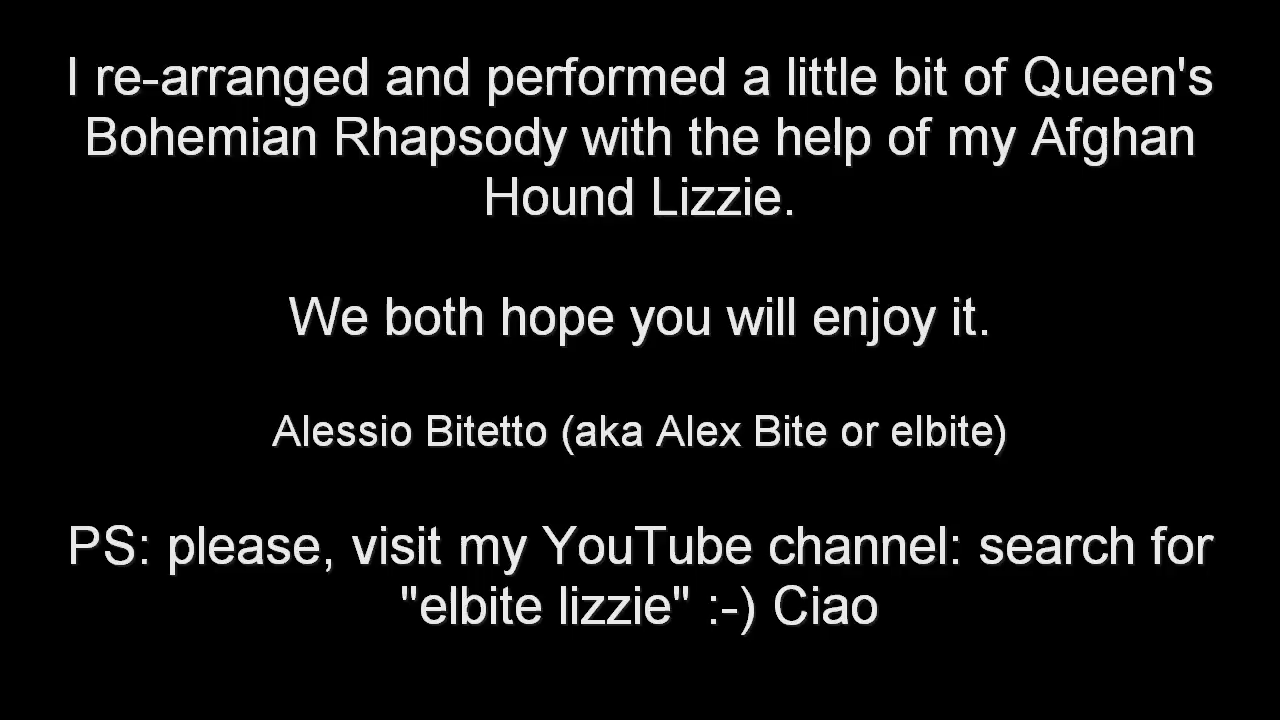 I re-arranged and performed a little bit of Queen's
Bohemian Rhapsody with the help of my Afghan
Hound Lizzie.
We both hope you will enjoy it.
Alessio Bitetto (aka Alex Bite or elbite)
PS: please, visit my YouTube channel: search for
"elbite lizzie" :-) Ciao